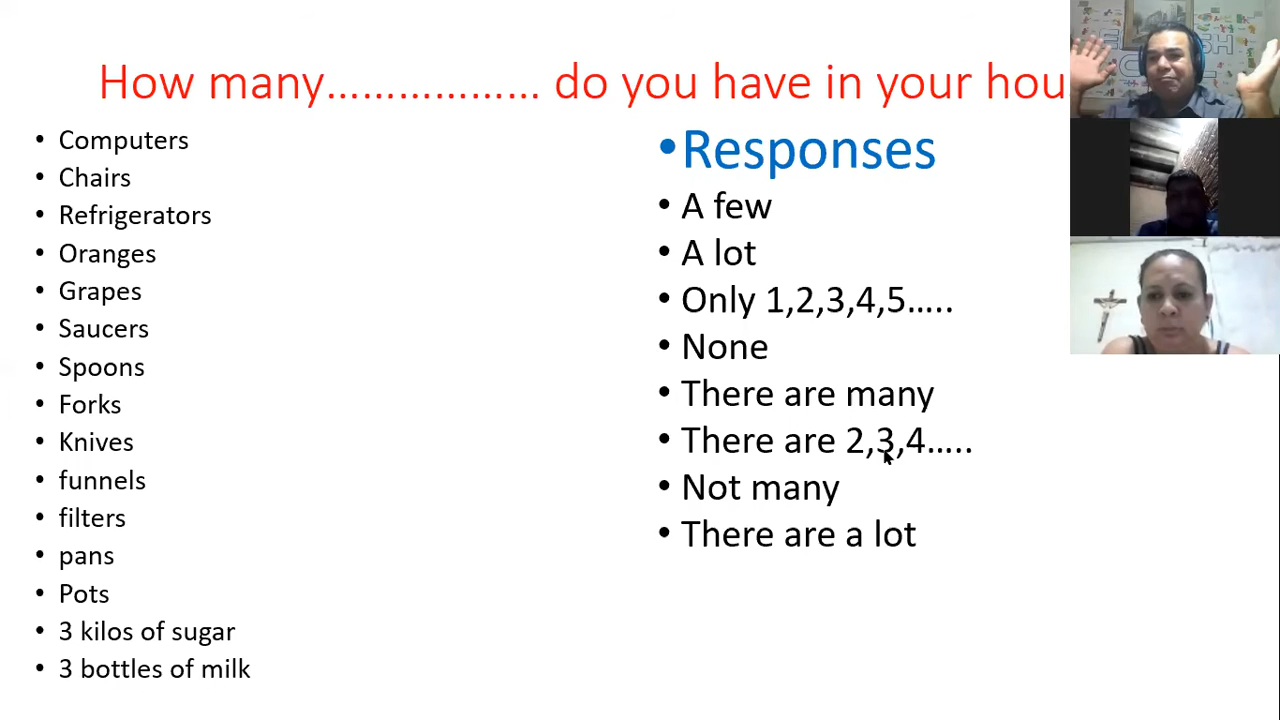 How many……………… do you have in your hou
Computers
Chairs
Refrigerators
Oranges
Grapes
Saucers
Spoons
Forks
Knives
funnels
filters
pans
Pots
3 kilos of sugar
3 bottles of milk
Responses
A few
A lot
Only 1,2,3,4,5…..
None
There are many
There are 2,3,4…..
Not many
There are a lot